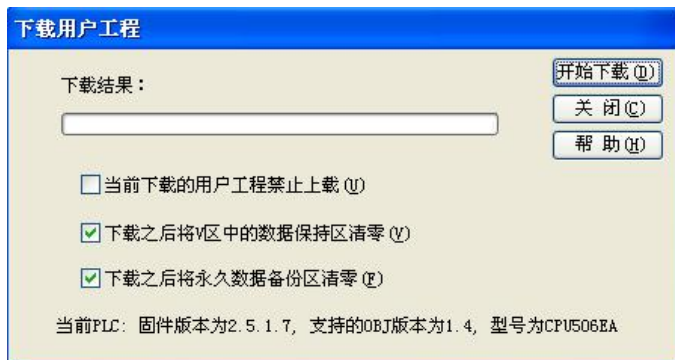 下载用户工程
下载结果：
开始下载(D)
关 闭(C)
帮 助(H)
当前下载的用户工程禁止上载(U)
下载之后将V区中的数据保持区清零(V)
下载之后将永久数据备份区清零(F)
当前PLC: 固件版本为2.5.1.7, 支持的OBJ版本为1.4, 型号为CPU506EA